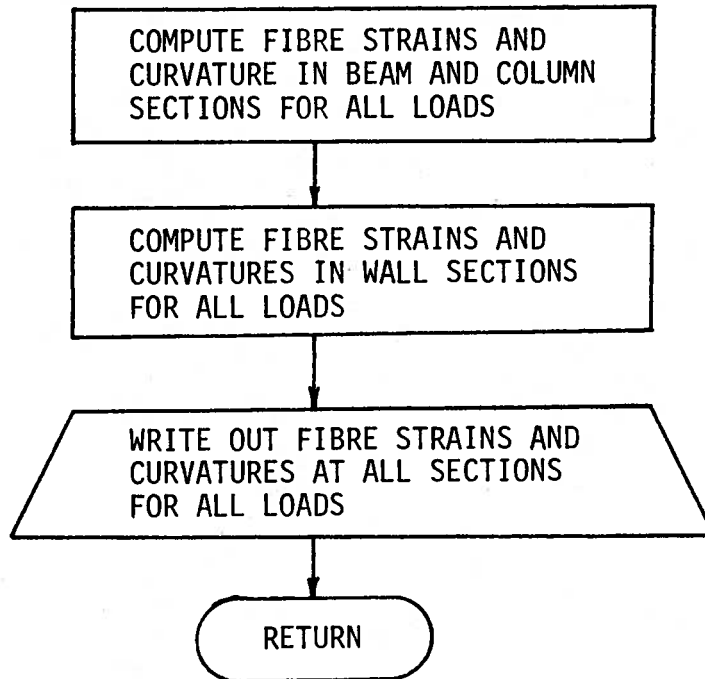 COMPUTE FIBRE STRAINS AND
CURVATURE IN BEAM AND COLUMN
SECTIONS FOR ALL LOADS
COMPUTE FIBRE STRAINS AND
CURVATURES IN WALL SECTIONS
FOR ALL LOADS
WRITE OUT FIBRE STRAINS AND
CURVATURES AT ALL SECTIONS
FOR ALL LOADS
RETURN